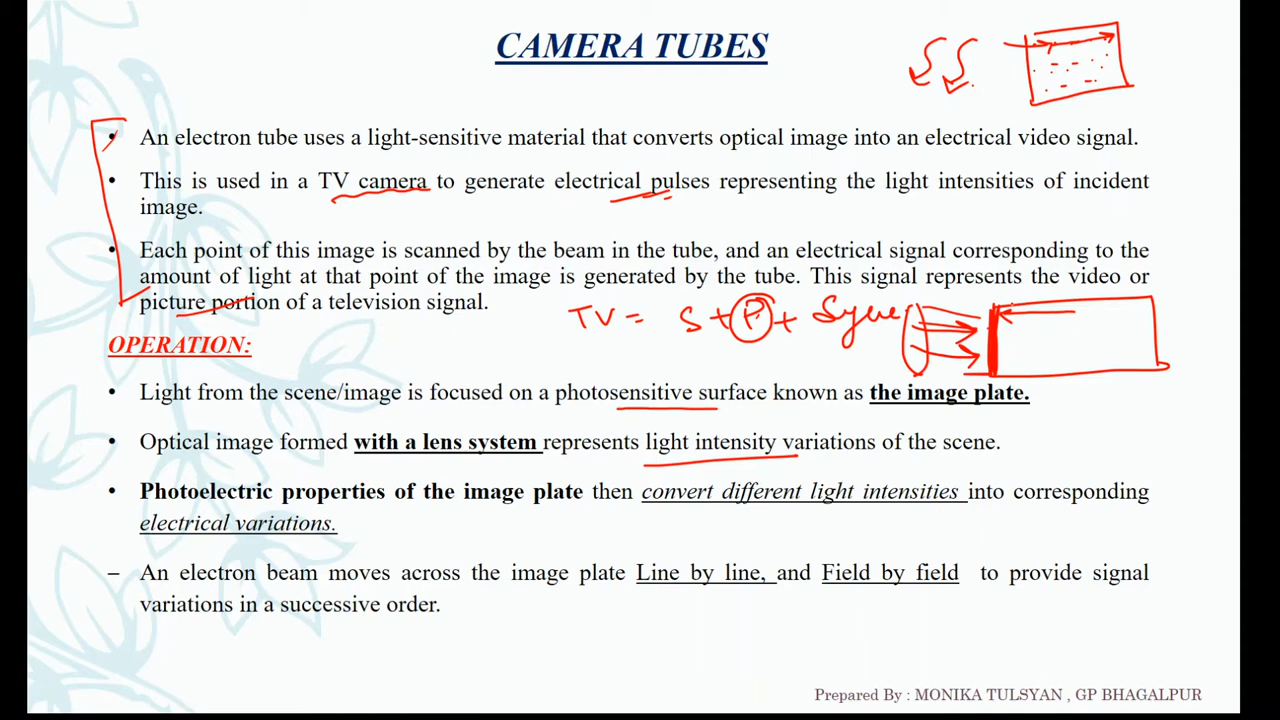 CAMERA TUBES
• An electron tube uses a light-sensitive material that converts optical image into an electrical video signal.
• This is used in a TV camera to generate electrical pulses representing the light intensities of incident
image.
• Each point of this image is scanned by the beam in the tube, and an electrical signal corresponding to the
amount of light at that point of the image is generated by the tube. This signal represents the video or
picture portion of a television signal.
TV = S + P + Sync
OPERATION:
• Light from the scene/image is focused on a photosensitive surface known as the image plate.
• Optical image formed with a lens system represents light intensity variations of the scene.
• Photoelectric properties of the image plate then convert different light intensities into corresponding
electrical variations.
– An electron beam moves across the image plate Line by line, and Field by field to provide signal
variations in a successive order.
Prepared By : MONIKA TULSYAN , GP BHAGALPUR